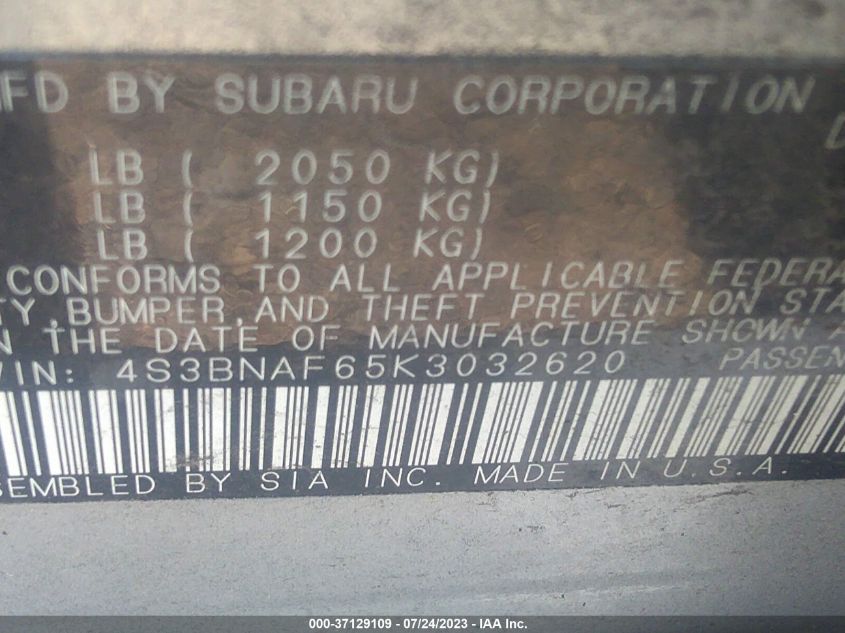 MFD BY SUBARU CORPORATION
LB ( 2050 KG)
LB ( 1150 KG)
LB ( 1200 KG)
CONFORMS TO ALL APPLICABLE FEDERA
TY,BUMPER,AND THEFT PREVENTION STA
N THE DATE OF MANUFACTURE SHOWN A
VIN: 4S3BNAF65K3032620 PASSEN
SEMBLED BY SIA INC. MADE IN U.S.A.
000-37129109 - 07/24/2023 - IAA Inc.